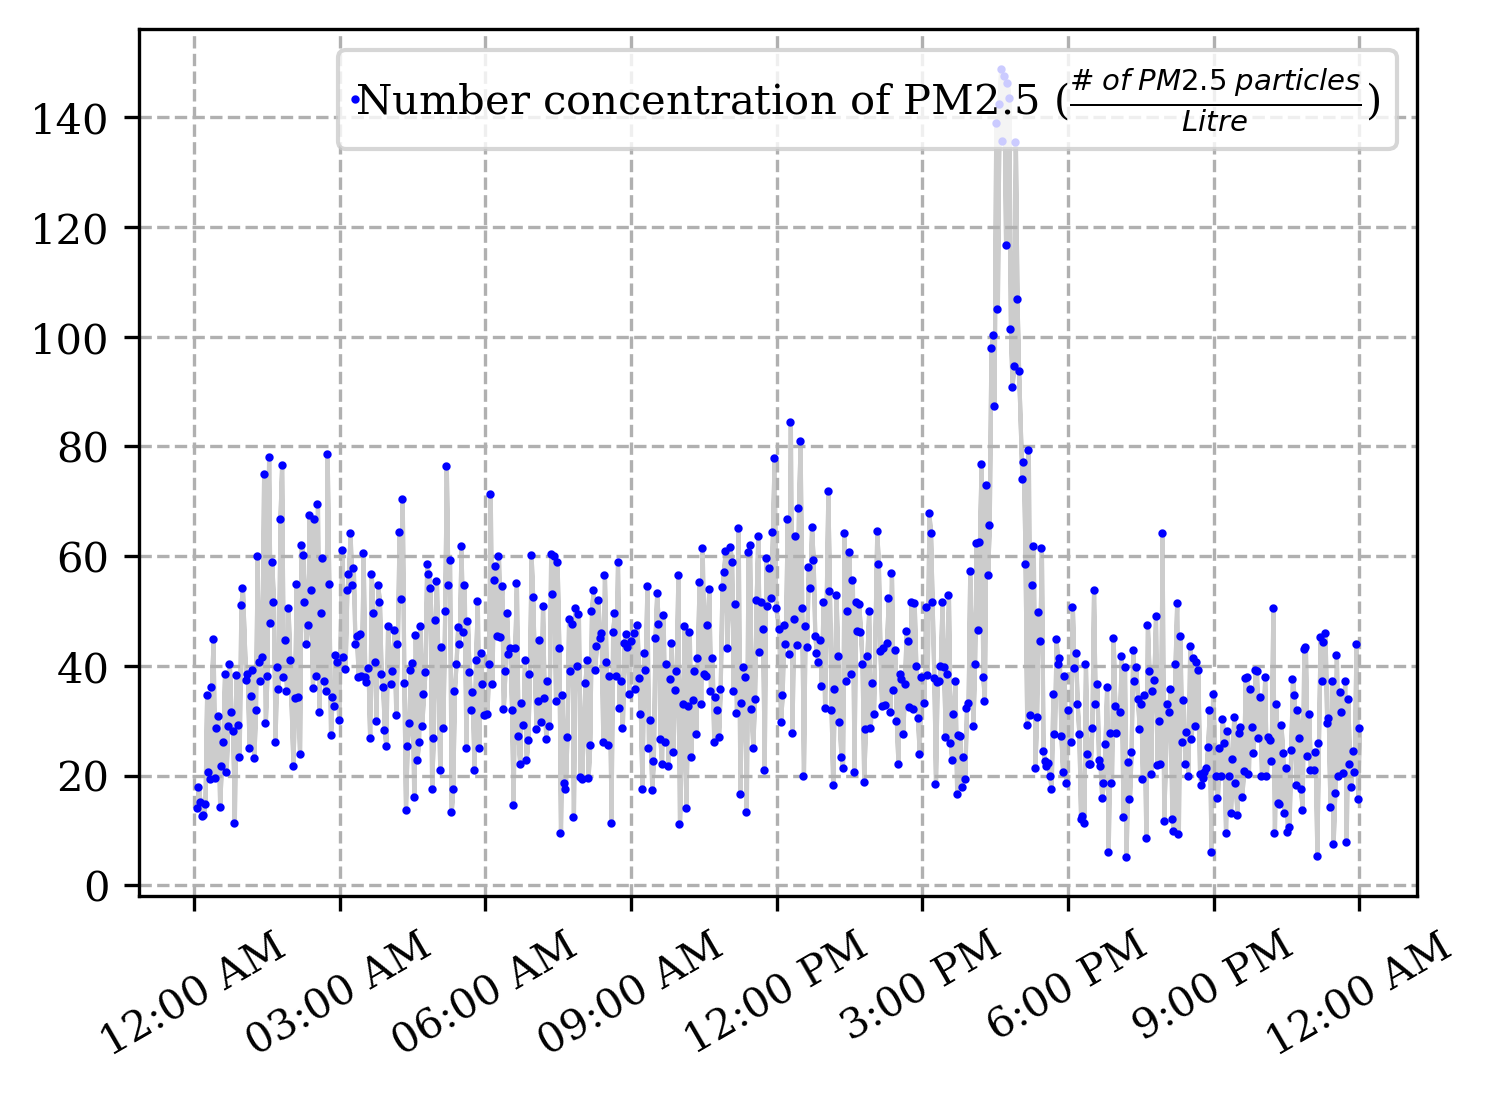 Number concentration of PM2.5 (# of PM2.5 particles / Litre)
140
120
100
80
60
40
20
0
12:00 AM
03:00 AM
06:00 AM
09:00 AM
12:00 PM
3:00 PM
6:00 PM
9:00 PM
12:00 AM